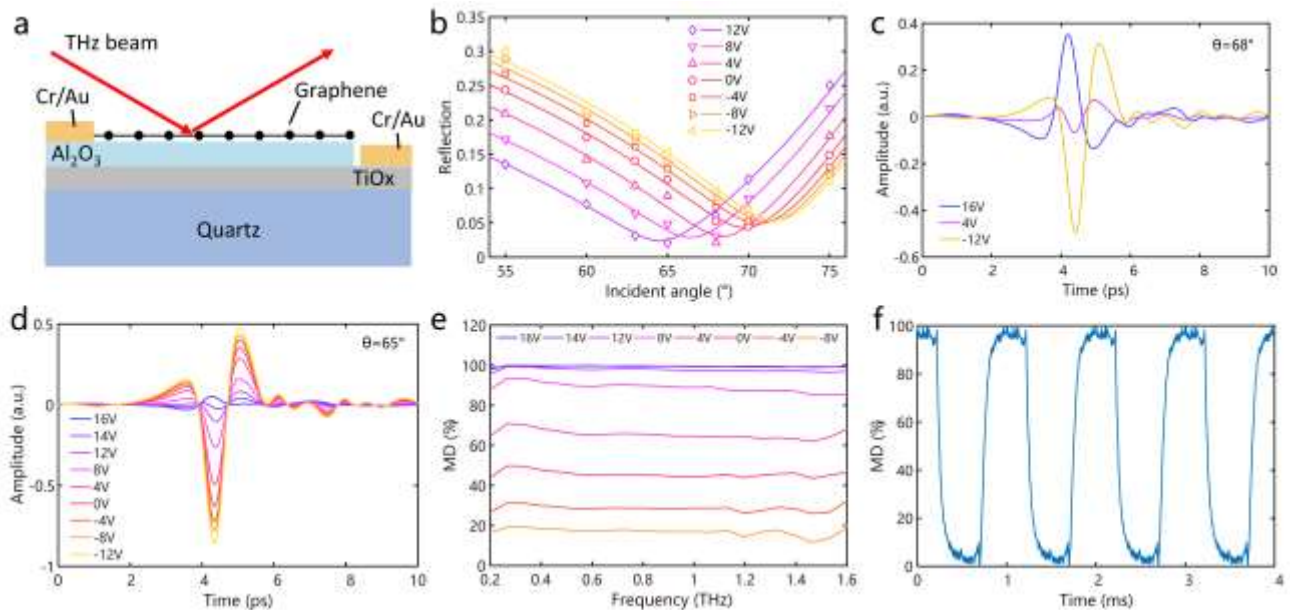 a
THz beam
Graphene
Cr/Au
Cr/Au
Al2O3
TiOx
Quartz
b
0.35
0.3
0.25
0.2
0.15
0.1
0.05
0
Reflection
12V
8V
4V
0V
-4V
-8V
-12V
55 60 65 70 75
Incident angle (°)
c
0.4
0.2
0
-0.2
-0.4
-0.6
Amplitude (a.u.)
θ=68°
16V
4V
-12V
0 2 4 6 8 10
Time (ps)
d
0.5
0
-0.5
-1
Amplitude (a.u.)
θ=65°
16V
14V
12V
8V
4V
0V
-4V
-8V
-12V
0 2 4 6 8 10
Time (ps)
e
120
100
80
60
40
20
0
MD (%)
16V 14V 12V 8V 4V 0V -4V -8V
0.2 0.4 0.6 0.8 1 1.2 1.4 1.6
Frequency (THz)
f
100
80
60
40
20
0
MD (%)
0 1 2 3 4
Time (ms)